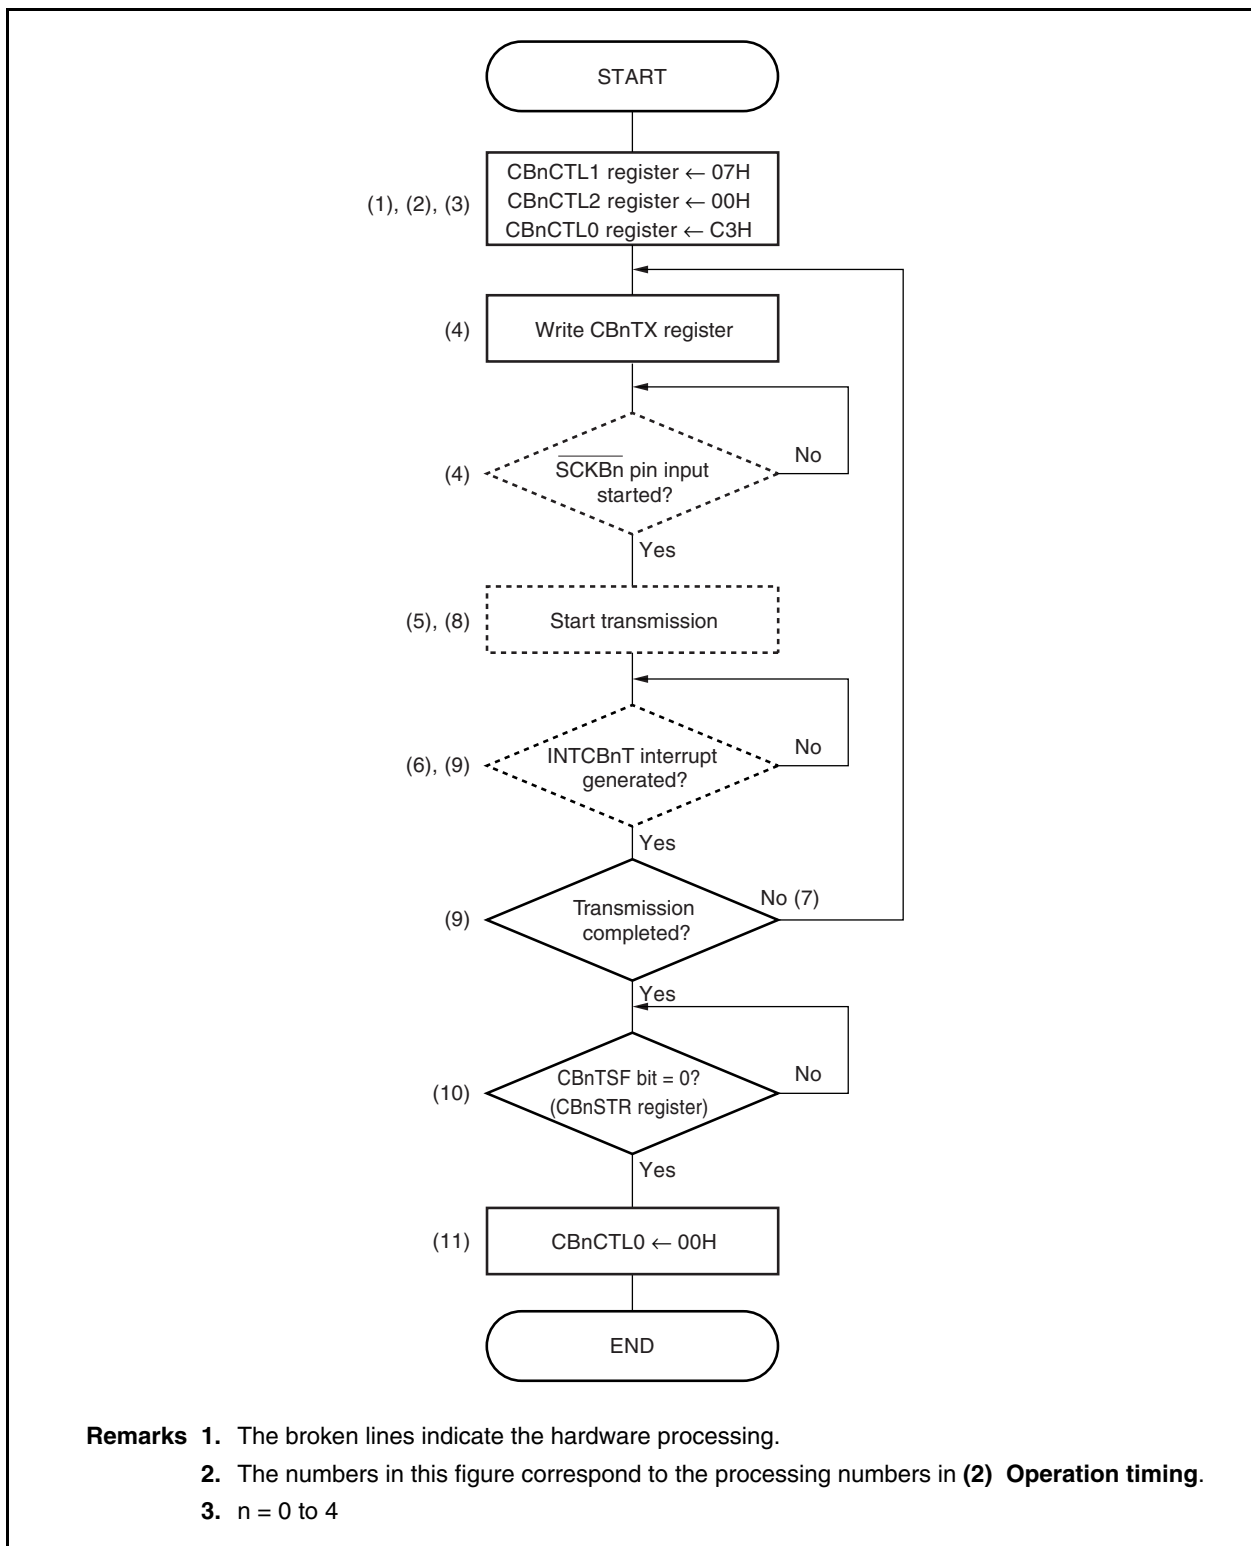 START
(1), (2), (3)
CBnCTL1 register ← 07H
CBnCTL2 register ← 00H
CBnCTL0 register ← C3H
(4)
Write CBnTX register
(4)
SCKBn pin input
started?
No
Yes
(5), (8)
Start transmission
(6), (9)
INTCBnT interrupt
generated?
No
Yes
(9)
Transmission
completed?
No (7)
Yes
(10)
CBnTSF bit = 0?
(CBnSTR register)
No
Yes
(11)
CBnCTL0 ← 00H
END
Remarks 1. The broken lines indicate the hardware processing.
2. The numbers in this figure correspond to the processing numbers in (2) Operation timing.
3. n = 0 to 4